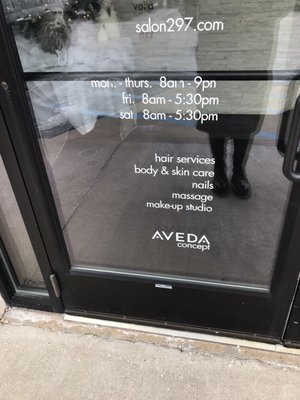 salon297.com
mon. - thurs. 8am - 9pm
fri. 8am - 5:30pm
sat. 8am - 5:30pm
hair services
body & skin care
nails
massage
make-up studio
AVEDA
concept